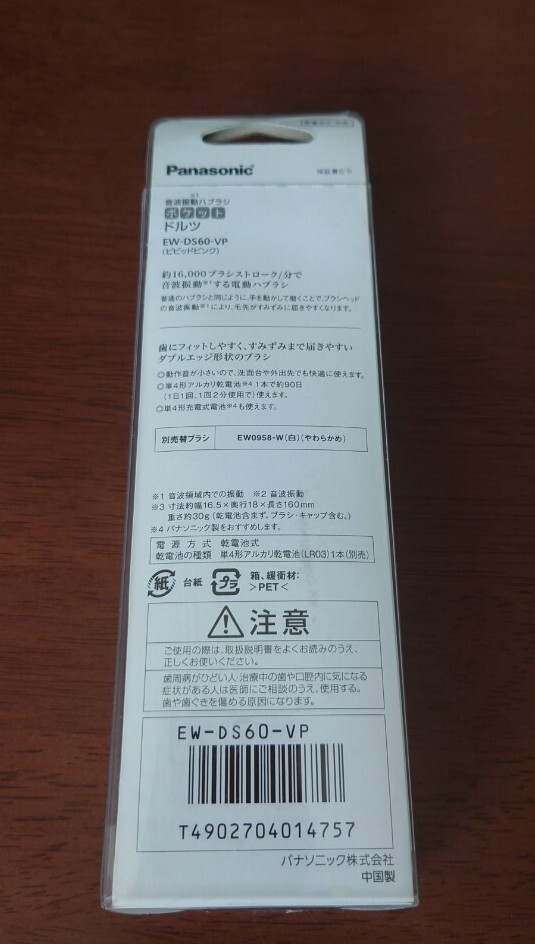 Panasonic
保証書在中
※1
音波振動ハブラシ
ポケット
ドルツ
EW-DS60-VP
(ビビッドピンク)
約16,000ブラシストローク/分で
音波振動※1する電動ハブラシ
普通のハブラシと同じように、手を動かして磨くことで、ブラシヘッド
の音波振動※1により、毛先がすみずみに届きやすくなります。
歯にフィットしやすく、すみずみまで届きやすい
ダブルエッジ形状のブラシ
◎動作音が小さいので、洗面台や外出先でも快適に使えます。
◎単4形アルカリ乾電池※4 1本で約90日
(1日1回、1回2分使用で)使えます。
◎単4形充電式電池※4も使えます。
別売替ブラシ EW0958-W(白)(やわらかめ)
※1 音波領域内での振動 ※2 音波振動
※3 寸法約幅16.5×奥行18×長さ160mm
重さ約30g(乾電池含まず。ブラシ・キャップ含む。)
※4 パナソニック製をおすすめします。
電源方式 乾電池式
乾電池の種類 単4形アルカリ乾電池(LR03)1本(別売)
紙 台紙 プラ 箱、緩衝材:
>PET<
注意
ご使用の際は、取扱説明書をよくお読みのうえ、
正しくお使いください。
歯周病がひどい人・治療中の歯や口腔内に気になる
症状がある人は医師にご相談のうえ、使用する。
歯や歯ぐきを傷める原因になります。
EW-DS60-VP
T4902704014757
パナソニック株式会社
中国製